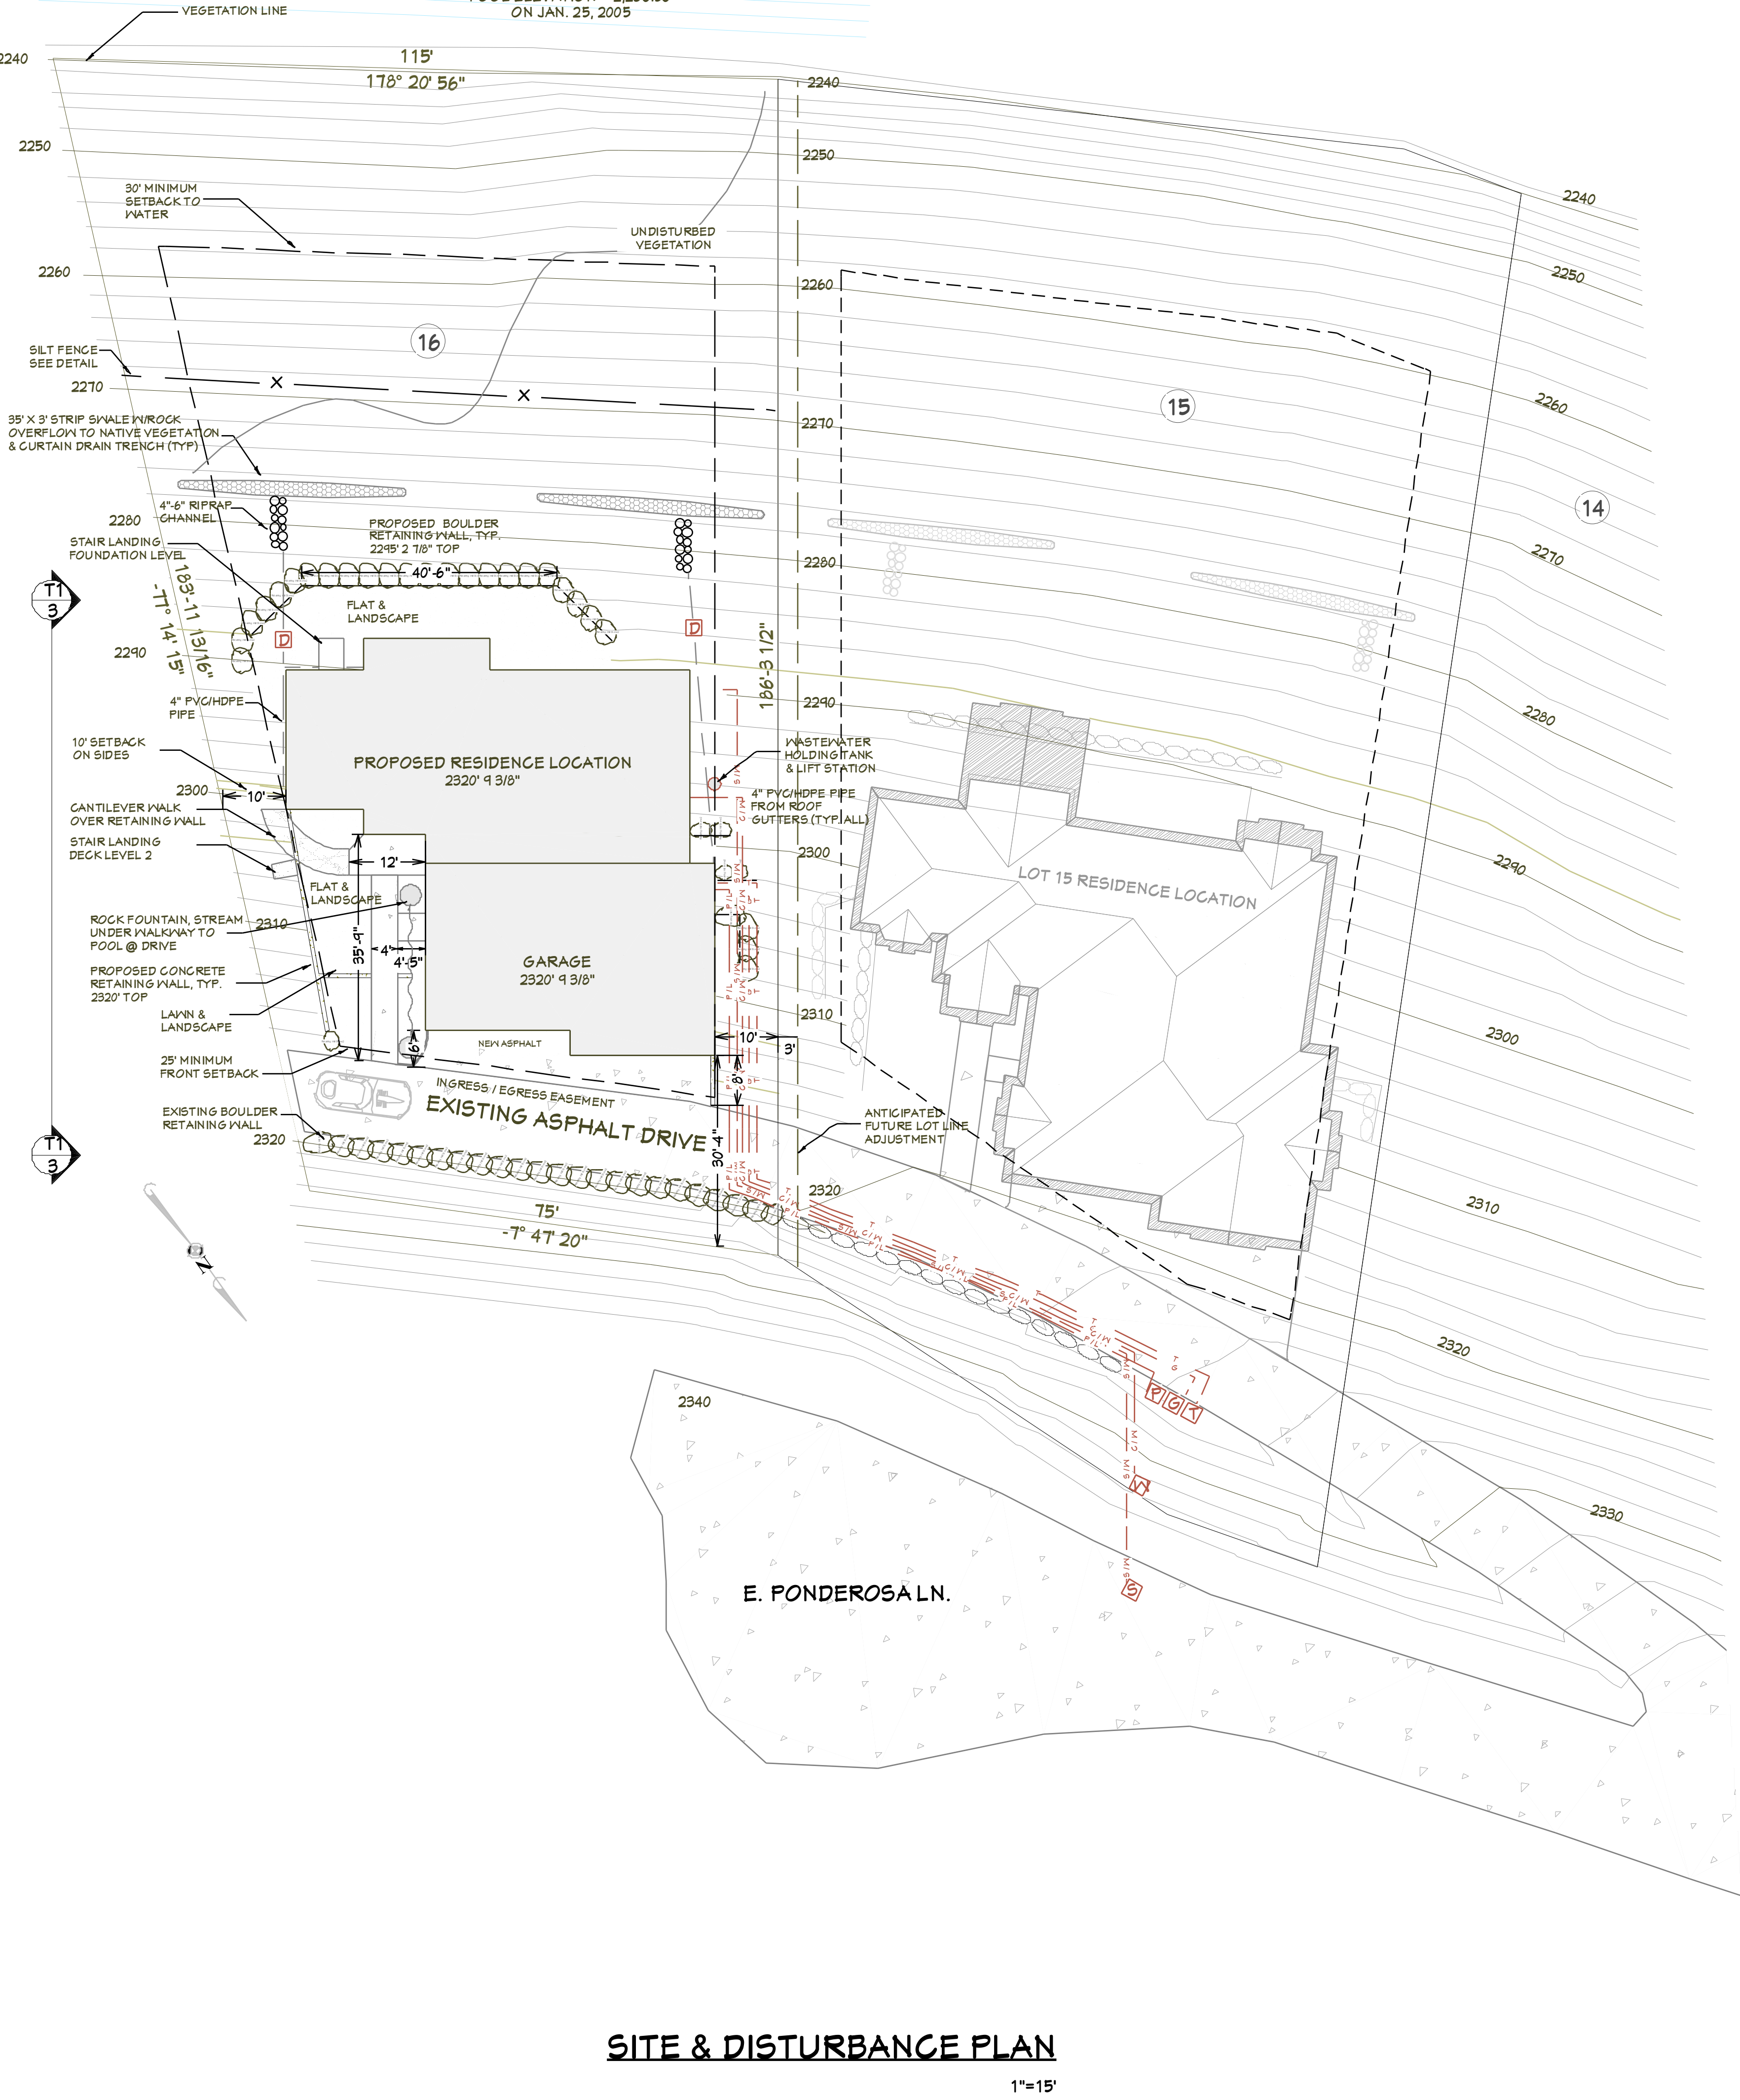 ON JAN. 25, 2005
VEGETATION LINE
2240
115'
178° 20' 56"
2240
2250
2250
2240
2250
30' MINIMUM
SETBACK TO
WATER
UNDISTURBED
VEGETATION
2260
2260
16
SILT FENCE
SEE DETAIL
X
X
2270
2270
15
2260
35' X 3' STRIP SWALE W/ROCK
OVERFLOW TO NATIVE VEGETATION
& CURTAIN DRAIN TRENCH (TYP)
4"-6" RIPRAP
CHANNEL
2280
14
PROPOSED BOULDER
RETAINING WALL, TYP.
2295' 2 7/8" TOP
STAIR LANDING
FOUNDATION LEVEL
2280
2270
40'-6"
T1
3
183'-11 13/16"
-77° 14' 15"
FLAT &
LANDSCAPE
D
D
2290
186'-3 1/2"
4" PVC/HDPE
PIPE
2290
2280
10' SETBACK
ON SIDES
WASTEWATER
HOLDING TANK
& LIFT STATION
PROPOSED RESIDENCE LOCATION
2320' 9 3/8"
2300
10'
4" PVC/HDPE PIPE
FROM ROOF
GUTTERS (TYP. ALL)
CANTILEVER WALK
OVER RETAINING WALL
STAIR LANDING
DECK LEVEL 2
12'
2300
2290
LOT 15 RESIDENCE LOCATION
FLAT &
LANDSCAPE
ROCK FOUNTAIN, STREAM
UNDER WALKWAY TO
POOL @ DRIVE
2310
35'-9"
4'
4'-5"
GARAGE
2320' 9 3/8"
PROPOSED CONCRETE
RETAINING WALL, TYP.
2320' TOP
LAWN &
LANDSCAPE
2310
2300
6'
NEW ASPHALT
10'
3'
25' MINIMUM
FRONT SETBACK
8'
INGRESS / EGRESS EASEMENT
EXISTING ASPHALT DRIVE
EXISTING BOULDER
RETAINING WALL
2320
30'-4"
ANTICIPATED
FUTURE LOT LINE
ADJUSTMENT
T1
3
2320
2310
75'
-7° 47' 20"
N
2320
P
G
T
2340
W
2330
S
E. PONDEROSA LN.
SITE & DISTURBANCE PLAN
1"=15'